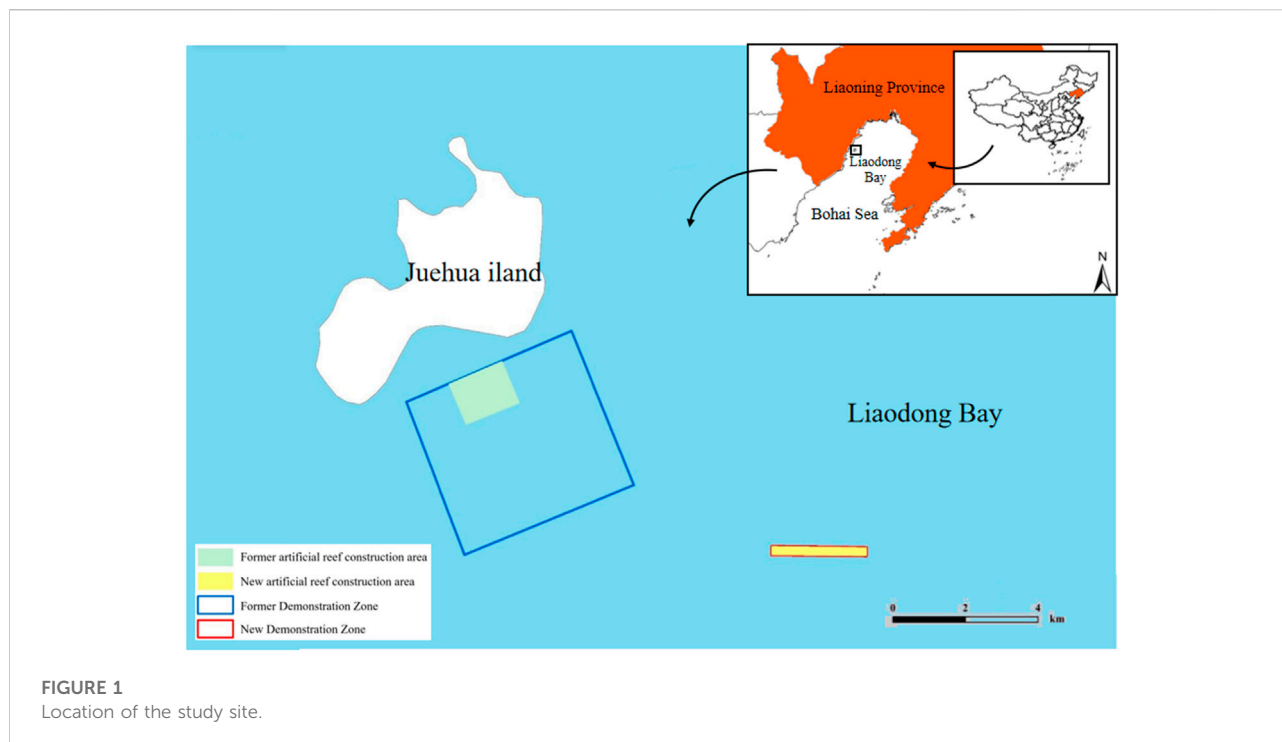 Liaoning Province
Liaodong
Bay
Bohai Sea
N
Juehua iland
Liaodong Bay
Former artificial reef construction area
New artificial reef construction area
Former Demonstration Zone
New Demonstration Zone
0 2 4
km
FIGURE 1
Location of the study site.